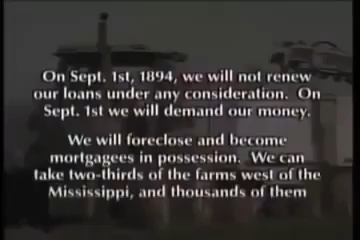 On Sept. 1st, 1894, we will not renew
our loans under any consideration. On
Sept. 1st we will demand our money.
We will foreclose and become
mortgagees in possession. We can
take two-thirds of the farms west of the
Mississippi, and thousands of them